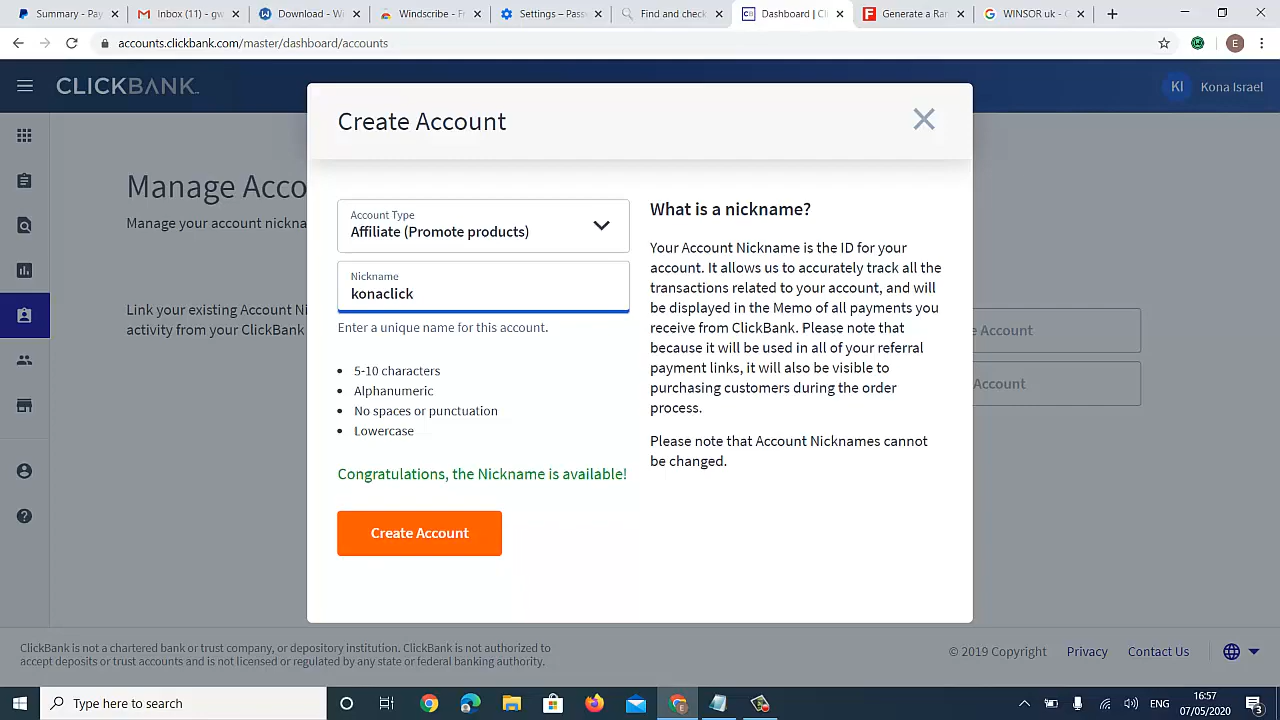 Summary - Pay
Inbox (11) - gw
Download - W
Windscribe - Fr
Settings – Passv
Find and check
Dashboard | Cli
Generate a Rar
WINSOR uk - G
accounts.clickbank.com/master/dashboard/accounts
E
CLICKBANK
KI Kona Israel
Create Account
Manage Acco
Manage your account nickna
Account Type
Affiliate (Promote products)
Nickname
konaclick
Enter a unique name for this account.
5-10 characters
Alphanumeric
No spaces or punctuation
Lowercase
Congratulations, the Nickname is available!
Create Account
What is a nickname?
Your Account Nickname is the ID for your
account. It allows us to accurately track all the
transactions related to your account, and will
be displayed in the Memo of all payments you
receive from ClickBank. Please note that
because it will be used in all of your referral
payment links, it will also be visible to
purchasing customers during the order
process.
Please note that Account Nicknames cannot
be changed.
Link your existing Account Ni
activity from your ClickBank
e Account
Account
ClickBank is not a chartered bank or trust company, or depository institution. ClickBank is not authorized to
accept deposits or trust accounts and is not licensed or regulated by any state or federal banking authority.
© 2019 Copyright Privacy Contact Us
Type here to search
ENG
16:57
07/05/2020
3